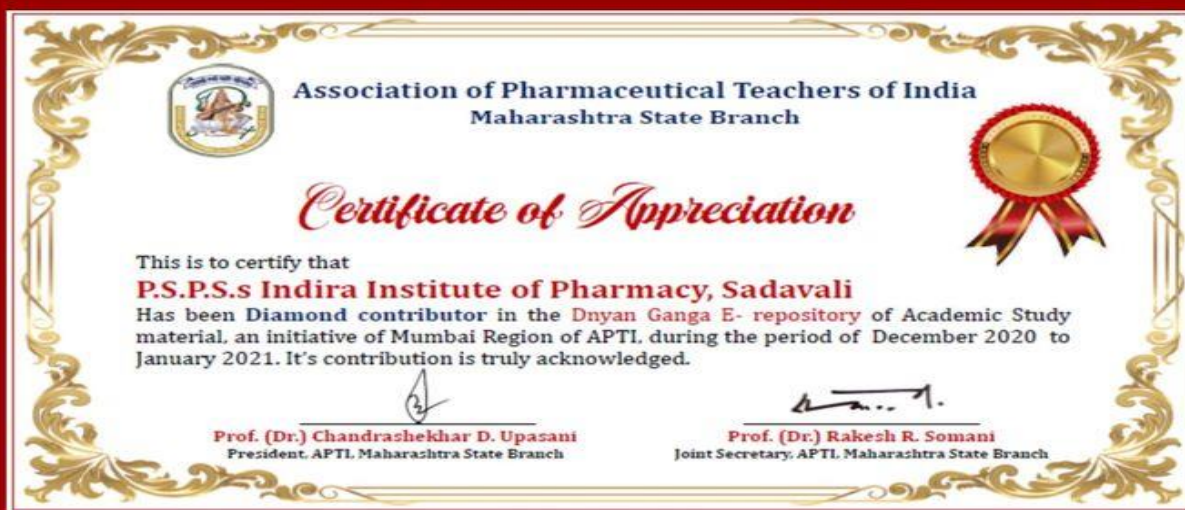 Association of Pharmaceutical Teachers of India
Maharashtra State Branch
Certificate of Appreciation
This is to certify that
P.S.P.S.s Indira Institute of Pharmacy, Sadavali
Has been Diamond contributor in the Dnyan Ganga E- repository of Academic Study
material, an initiative of Mumbai Region of APTI, during the period of December 2020 to
January 2021. It's contribution is truly acknowledged.
Prof. (Dr.) Chandrashekhar D. Upasani
President, APTI, Maharashtra State Branch
Prof. (Dr.) Rakesh R. Somani
Joint Secretary, APTI, Maharashtra State Branch